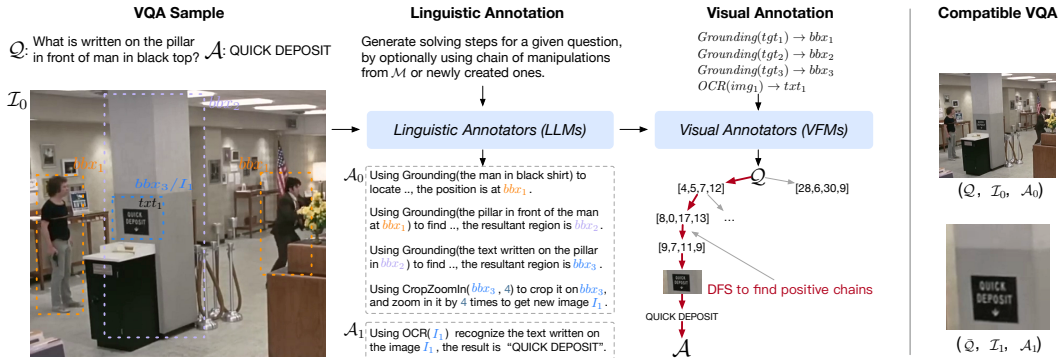 VQA Sample
Linguistic Annotation
Visual Annotation
Compatible VQA
Q: What is written on the pillar
in front of man in black top?
A: QUICK DEPOSIT
I0
bbx1
bbx2
bbx1
bbx3/I1
txt1
QUICK
DEPOSIT
Generate solving steps for a given question,
by optionally using chain of manipulations
from M or newly created ones.
Linguistic Annotators (LLMs)
A0
Using Grounding(the man in black shirt) to
locate .., the position is at bbx1.
Using Grounding(the pillar in front of the man
at bbx1) to find .., the resultant region is bbx2.
Using Grounding(the text written on the pillar
in bbx2) to find .., the resultant region is bbx3.
Using CropZoomIn(bbx3, 4) to crop it on bbx3,
and zoom in it by 4 times to get new image I1.
A1
Using OCR(I1) recognize the text written on
the image I1, the result is "QUICK DEPOSIT".
Grounding(tgt1) → bbx1
Grounding(tgt2) → bbx2
Grounding(tgt3) → bbx3
OCR(img1) → txt1
Visual Annotators (VFMs)
Q
[4,5,7,12]
[28,6,30,9]
[8,0,17,13]
...
[9,7,11,9]
DFS to find positive chains
QUICK DEPOSIT
A
(Q, I0, A0)
QUICK
DEPOSIT
(Q̄, I1, A1)